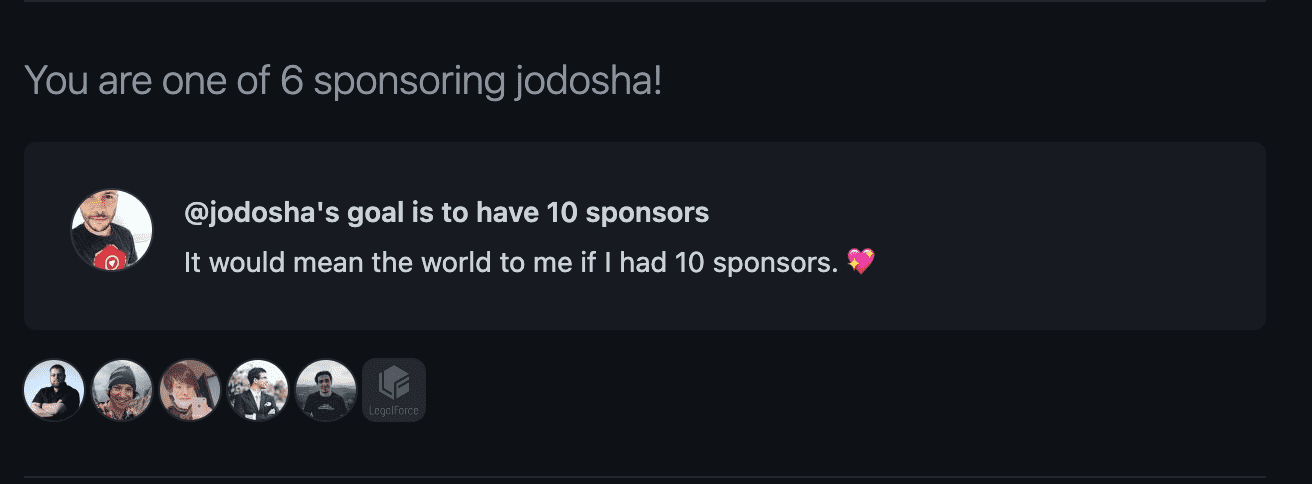 You are one of 6 sponsoring jodosha!
@jodosha's goal is to have 10 sponsors
It would mean the world to me if I had 10 sponsors. 💖
LegalForce